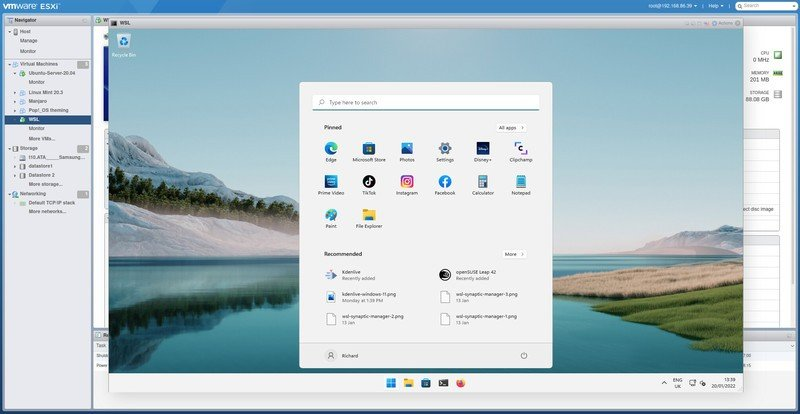 vmware ESXi™
root@192.168.86.39
Help
Search
Navigator
Host
Manage
Monitor
Virtual Machines
Ubuntu-Server-20.04
Monitor
Linux Mint 20.3
Manjaro
Pop!_OS theming
WSL
Monitor
More VMs...
Storage
datastore1
Datastore 2
More storage...
Networking
Default TCP/IP stack
More networks...
WSL
Actions
Recycle Bin
Type here to search
Pinned
All apps
Edge
Microsoft Store
Photos
Settings
Disney+
Clipchamp
Prime Video
TikTok
Instagram
Facebook
Calculator
Notepad
Paint
File Explorer
Recommended
More
Kdenlive
Recently added
openSUSE Leap 42
Recently added
kdenlive-windows-11.png
Monday at 1:39 PM
wsl-synaptic-manager-3.png
13 Jan
wsl-synaptic-manager-2.png
13 Jan
wsl-synaptic-manager-1.png
13 Jan
Richard
ENG
UK
13:39
20/01/2022
CPU
0 MHz
MEMORY
201 MB
STORAGE
88.08 GB
ect disc image
Task